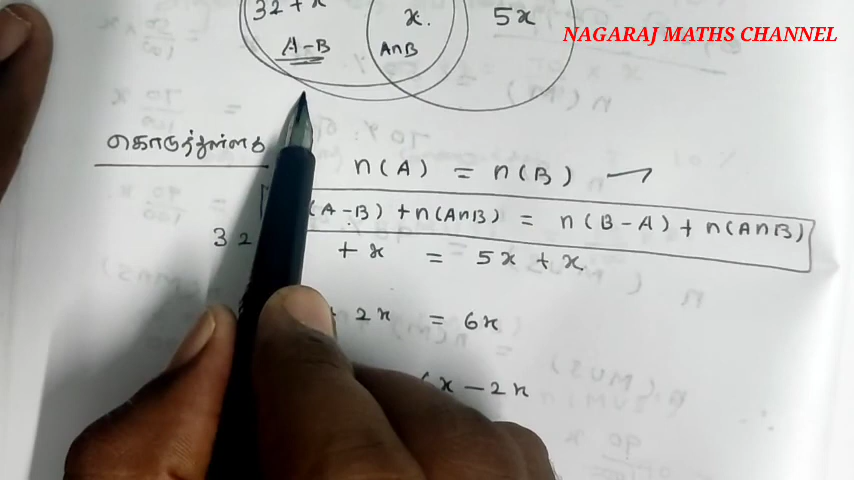 32 + x
x. 5x
A-B A∩B
NAGARAJ MATHS CHANNEL
கொடுத்துள்ளது
n(A) = n(B)
(A-B) + n(A∩B) = n(B-A) + n(A∩B)
32 + x = 5x + x
+ 2x = 6x
x - 2x